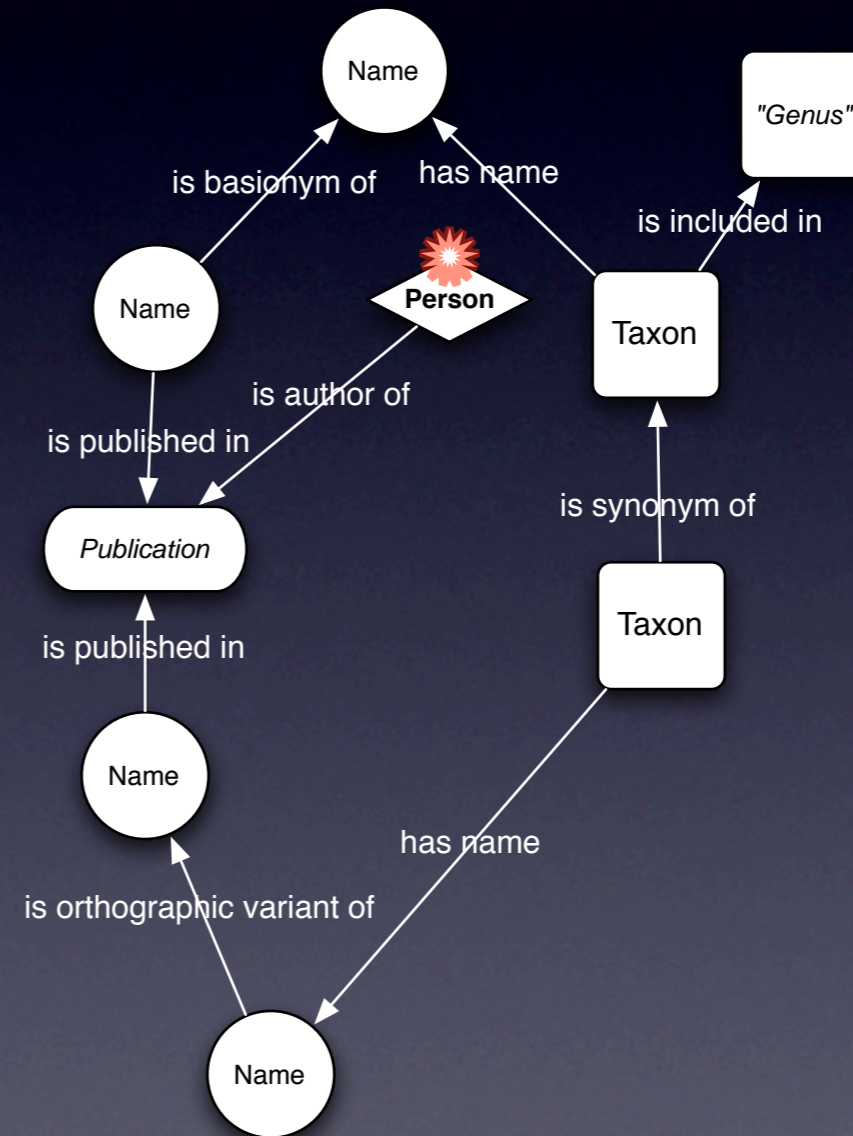 Name
"Genus"
is basionym of
has name
is included in
Name
Person
Taxon
is author of
is published in
is synonym of
Publication
Taxon
is published in
Name
has name
is orthographic variant of
Name